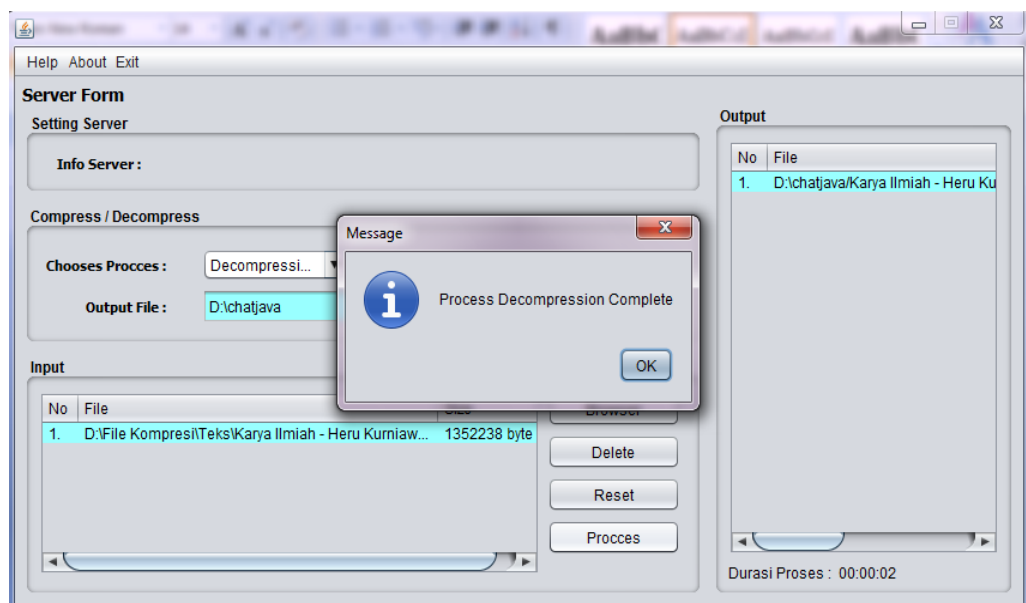 Help About Exit
Server Form
Setting Server
Info Server :
Compress / Decompress
Chooses Procces :
Decompressi...
Output File :
D:\chatjava
Message
Process Decompression Complete
OK
Input
No File Size
1. D:\File Kompresi\Teks\Karya Ilmiah - Heru Kurniaw... 1352238 byte
Browser
Delete
Reset
Procces
Output
No File
1. D:\chatjava/Karya Ilmiah - Heru Ku
Durasi Proses : 00:00:02